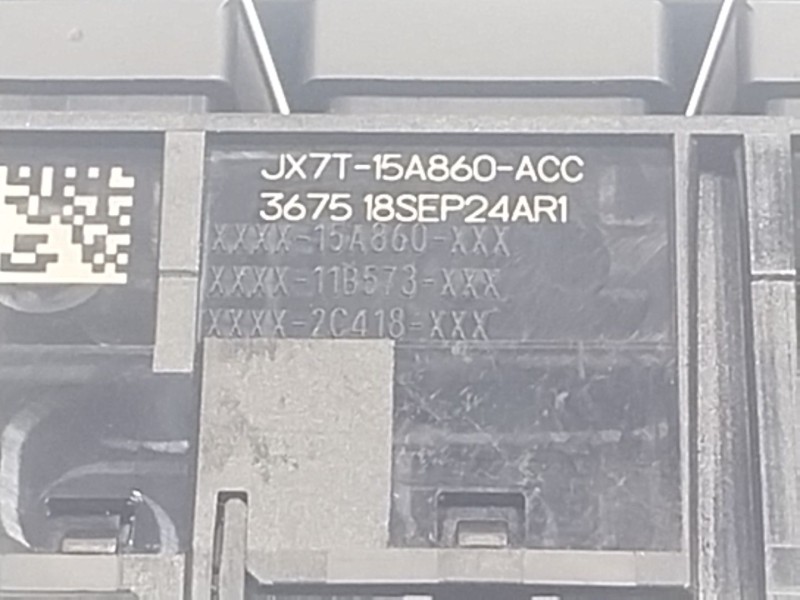 JX7T-15A860-ACC
3675 18SEP24AR1
XXXX-15A860-XXX
XXXX-11B573-XXX
XXXX-2C418-XXX